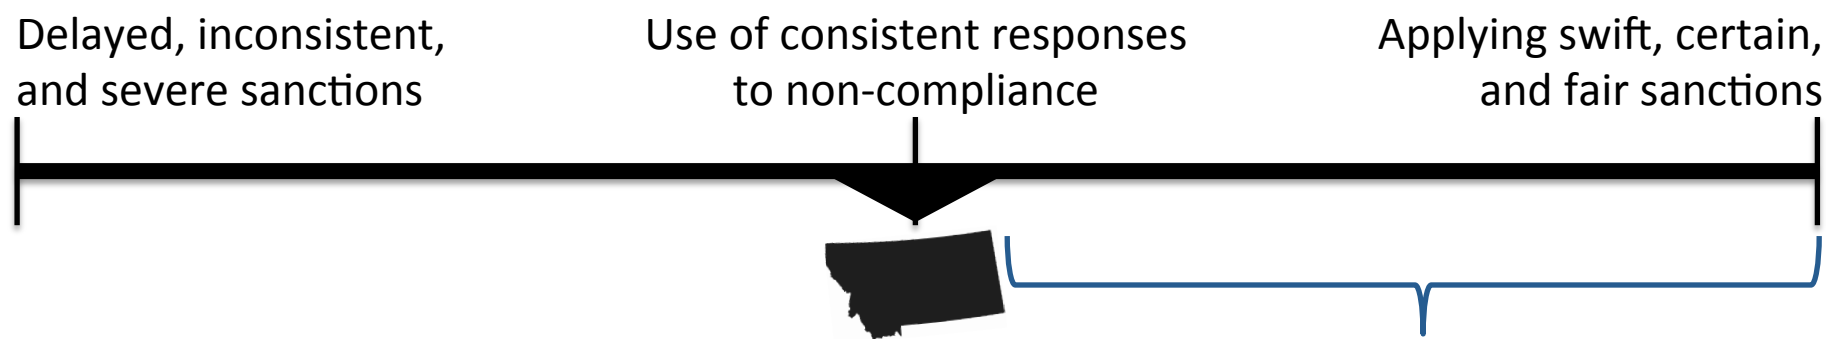 Delayed, inconsistent,
and severe sanctions
Use of consistent responses
to non-compliance
Applying swift, certain,
and fair sanctions